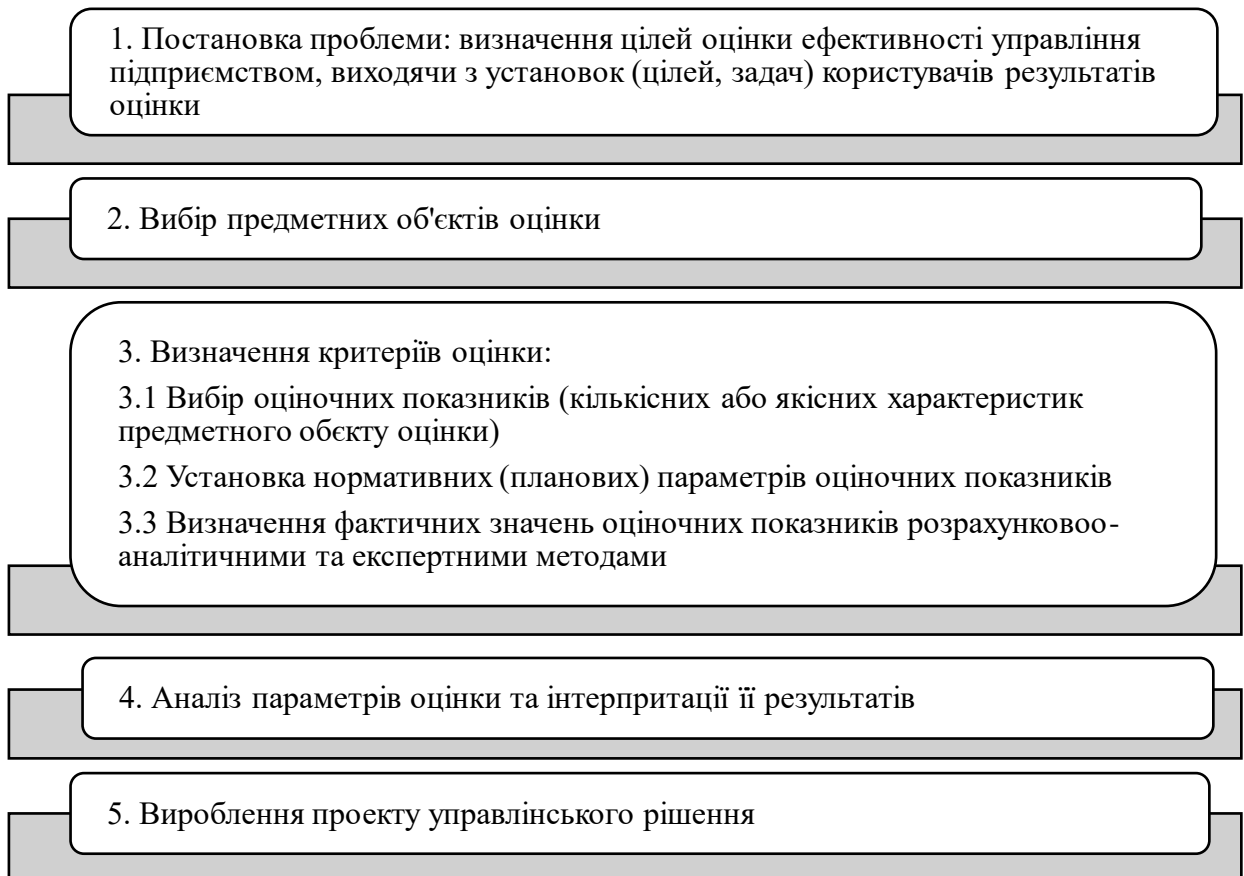 1. Постановка проблеми: визначення цілей оцінки ефективності управління
підприємством, виходячи з установок (цілей, задач) користувачів результатів
оцінки
2. Вибір предметних об'єктів оцінки
3. Визначення критеріїв оцінки:
3.1 Вибір оціночних показників (кількісних або якісних характеристик
предметного обєкту оцінки)
3.2 Установка нормативних (планових) параметрів оціночних показників
3.3 Визначення фактичних значень оціночних показників розрахунковоо-
аналітичними та експертними методами
4. Аналіз параметрів оцінки та інтерпритації її результатів
5. Вироблення проекту управлінського рішення